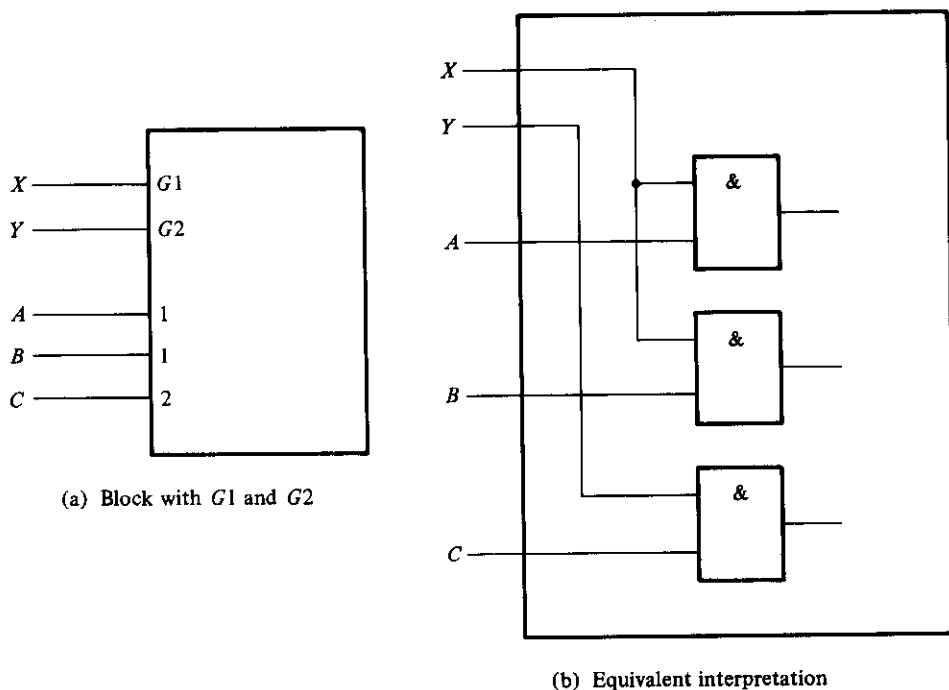 X G1
Y G2
A 1
B 1
C 2
(a) Block with G1 and G2
X
Y
&
A
&
B
&
C
(b) Equivalent interpretation